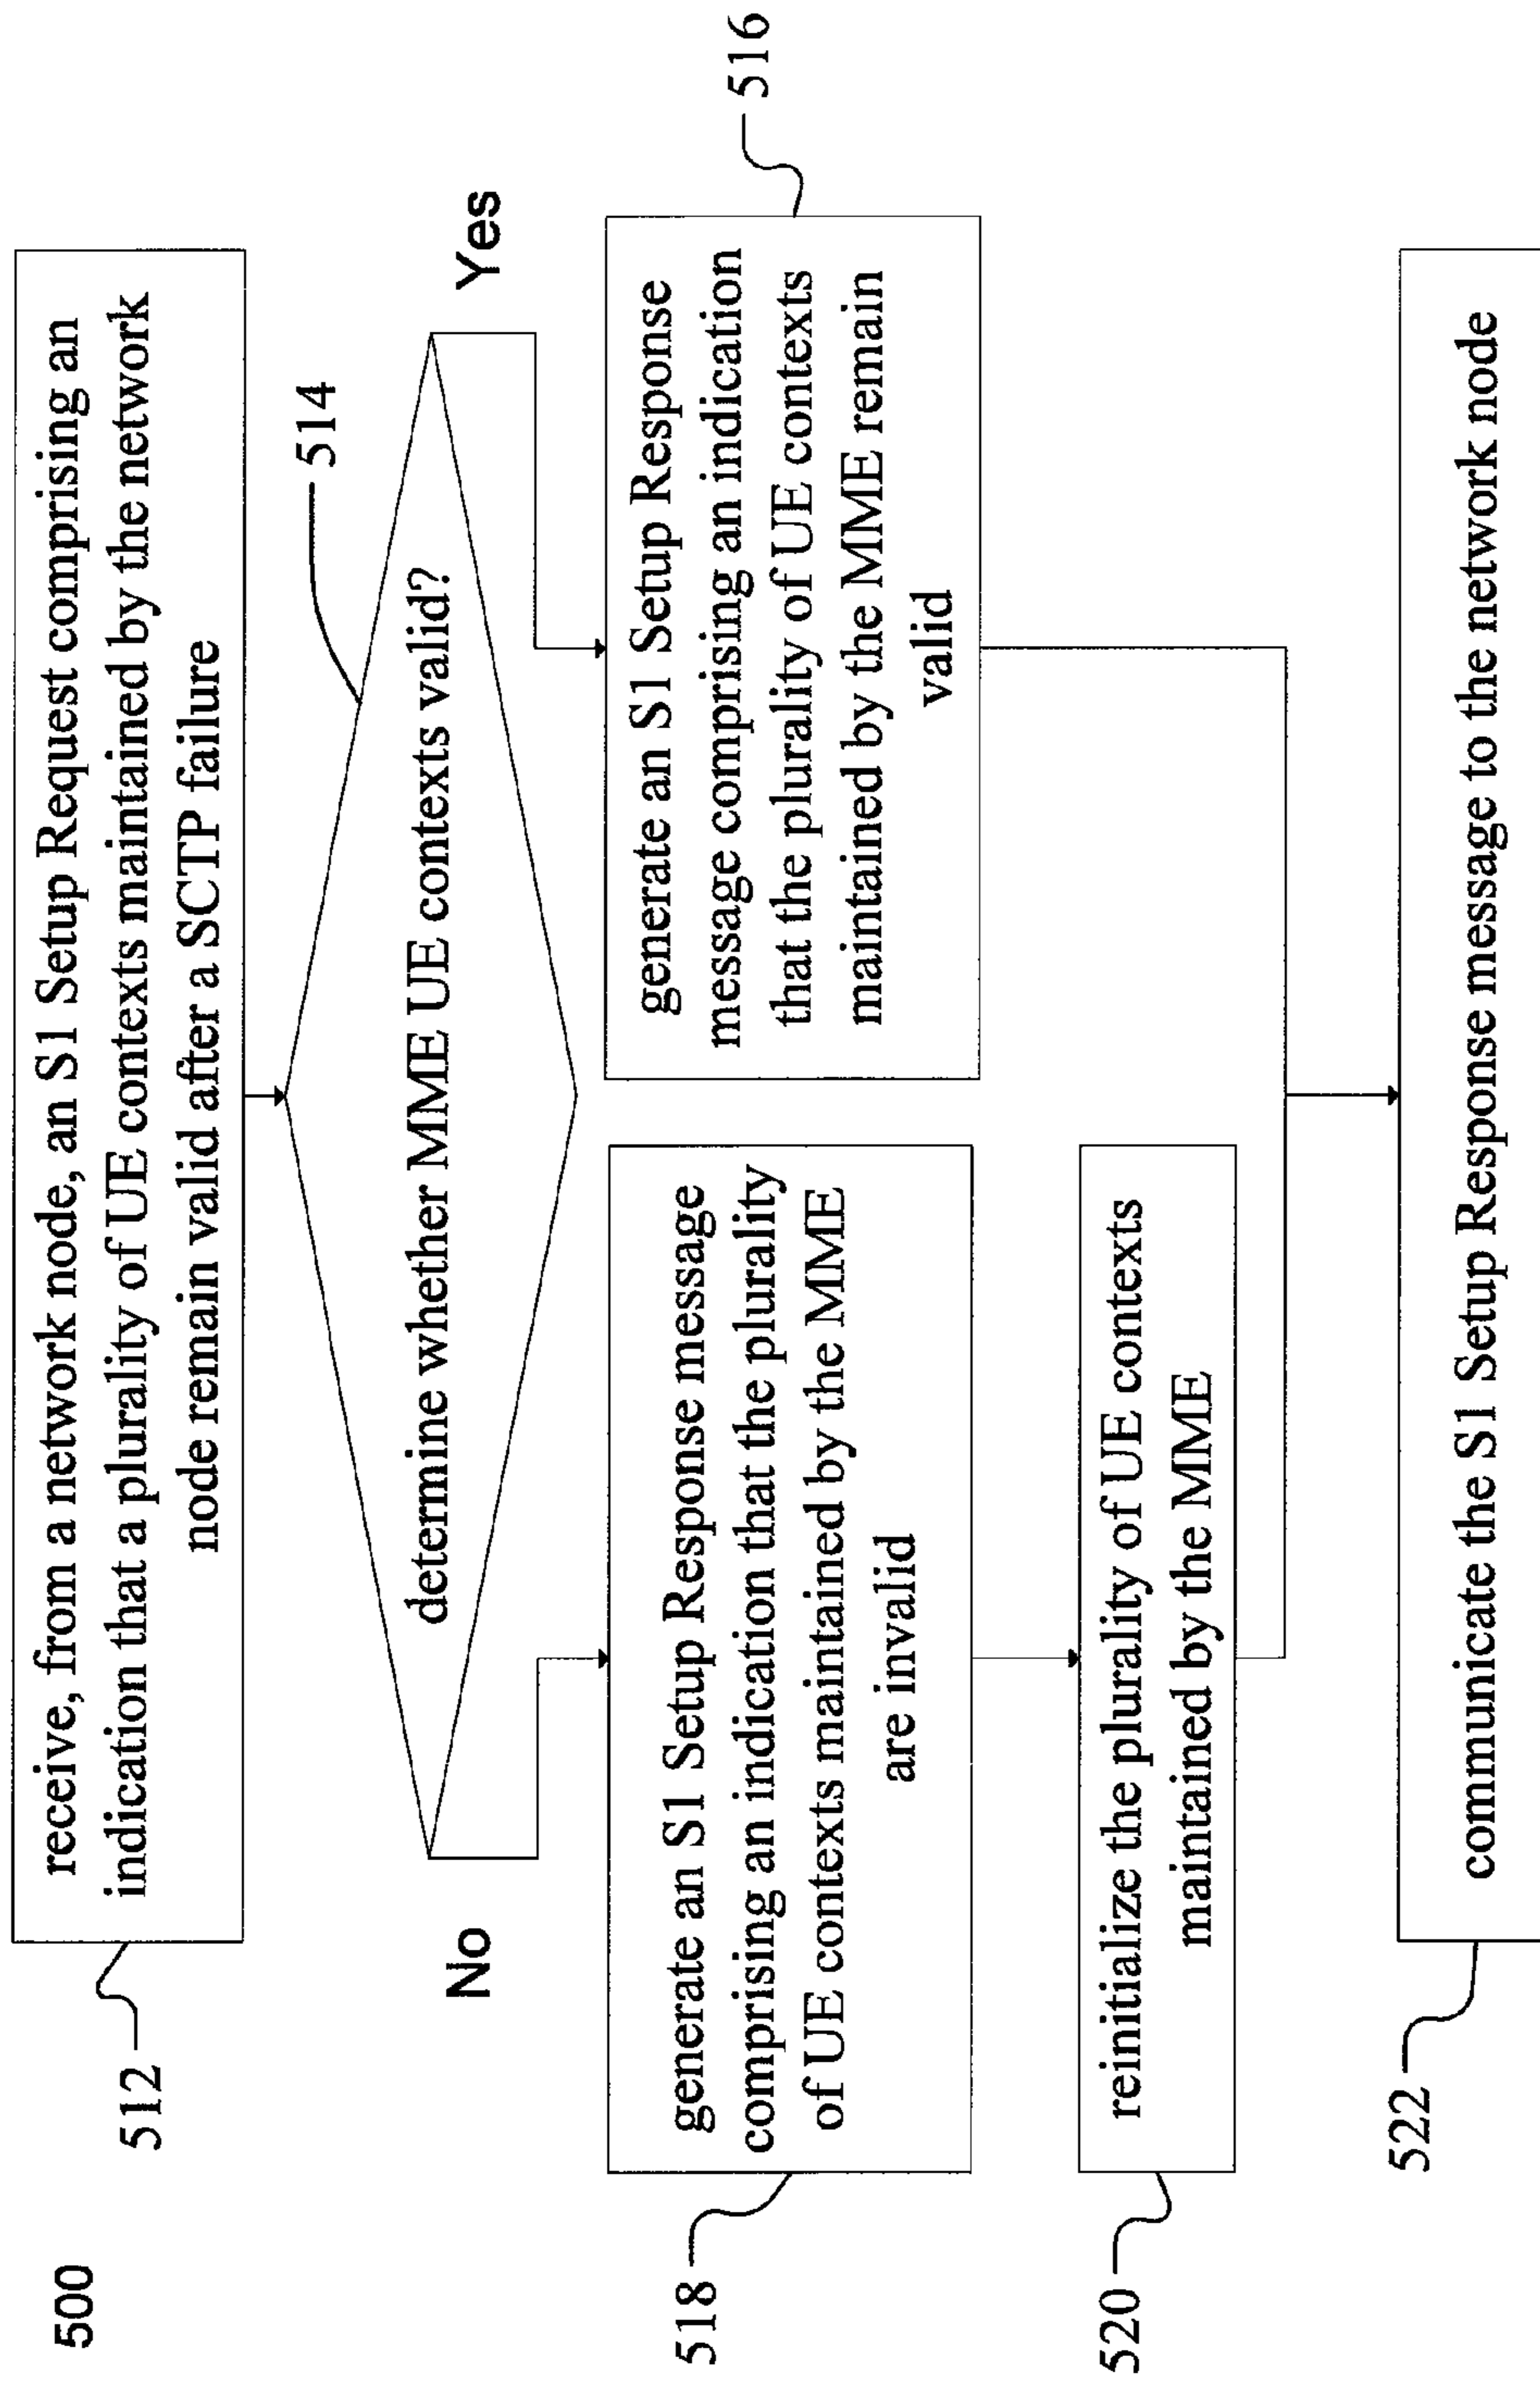 500
512
receive, from a network node, an S1 Setup Request comprising an
indication that a plurality of UE contexts maintained by the network
node remain valid after a SCTP failure
514
determine whether MME UE contexts valid?
No
Yes
518
generate an S1 Setup Response message
comprising an indication that the plurality
of UE contexts maintained by the MME
are invalid
generate an S1 Setup Response
message comprising an indication
that the plurality of UE contexts
maintained by the MME remain
valid
516
520
reinitialize the plurality of UE contexts
maintained by the MME
522
communicate the S1 Setup Response message to the network node